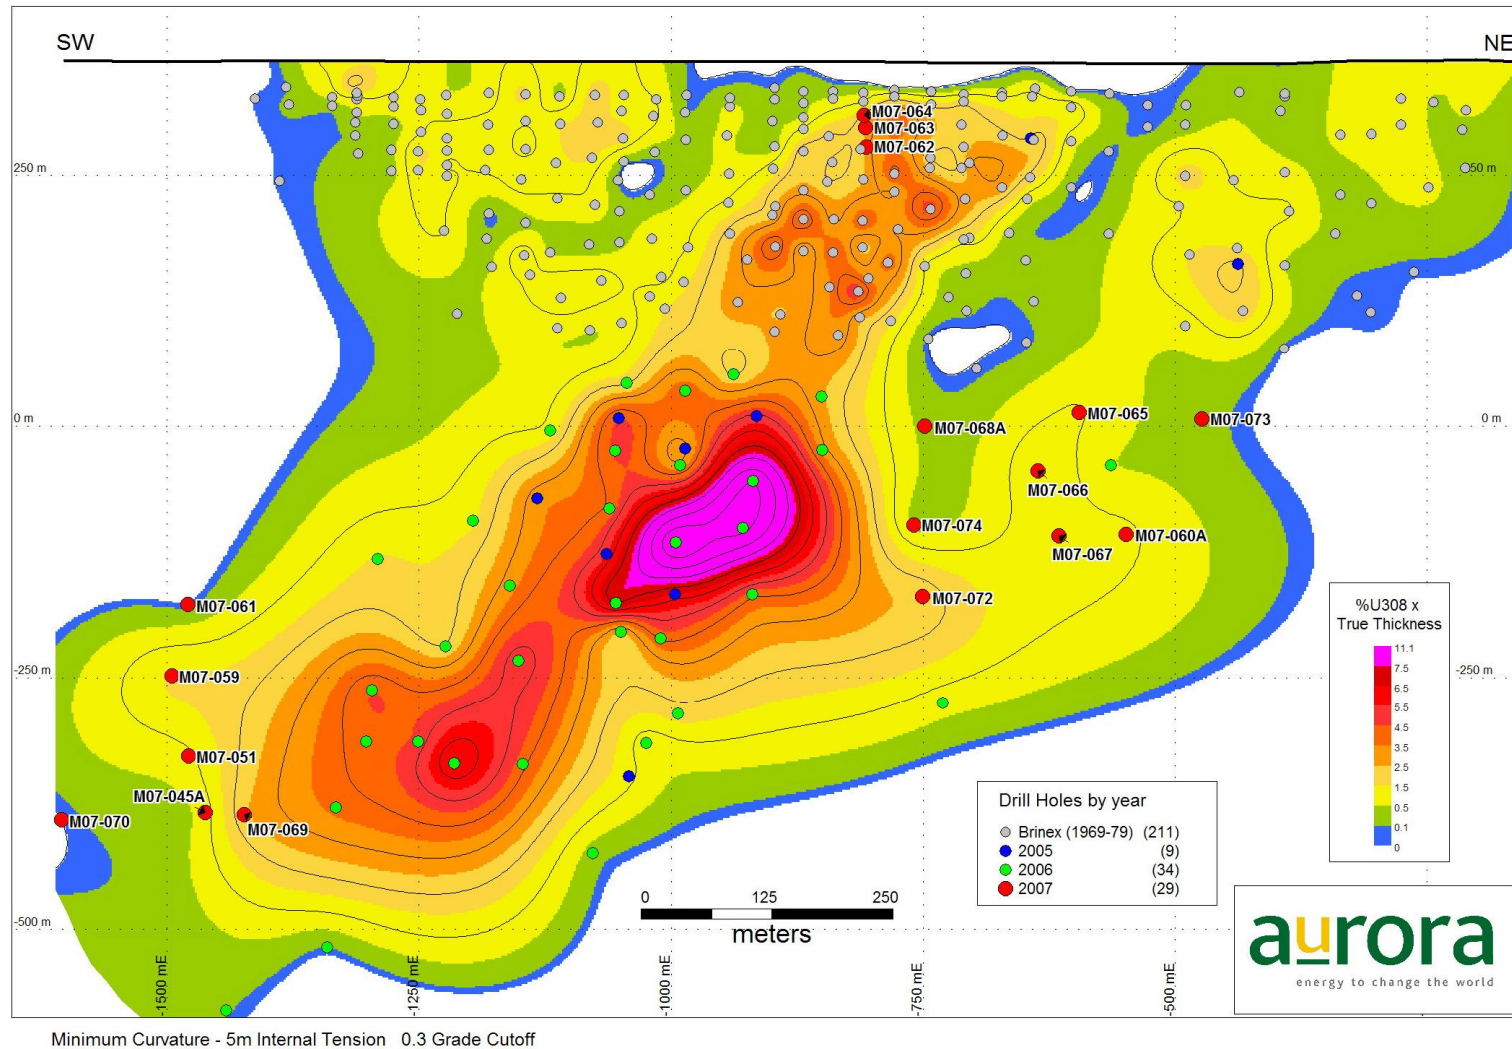 SW
NE
M07-064
M07-063
M07-062
250 m
50 m
0 m
M07-068A
M07-065
M07-073
0 m
M07-066
M07-074
M07-067
M07-060A
M07-061
M07-072
M07-059
-250 m
-250 m
M07-051
M07-045A
M07-070
M07-069
%U308 x
True Thickness
11.1
7.5
6.5
5.5
4.5
3.5
2.5
1.5
0.5
0.1
0
Drill Holes by year
Brinex (1969-79) (211)
2005 (9)
2006 (34)
2007 (29)
0 125 250
meters
-500 m
1500 mE
1250 mE
1000 mE
750 mE
500 mE
aurora
energy to change the world
Minimum Curvature - 5m Internal Tension 0.3 Grade Cutoff